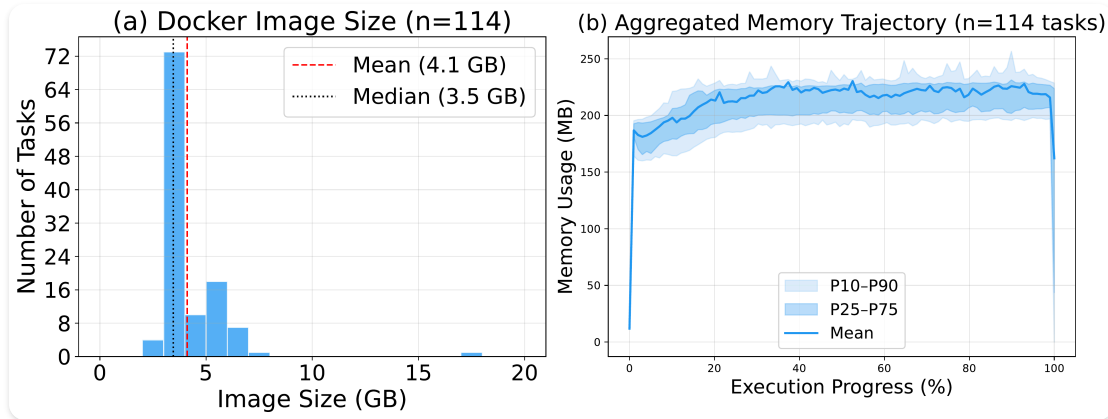 (a) Docker Image Size (n=114)
Mean (4.1 GB)
Median (3.5 GB)
Number of Tasks
72
64
56
48
40
32
24
16
8
0
0 5 10 15 20
Image Size (GB)
(b) Aggregated Memory Trajectory (n=114 tasks)
Memory Usage (MB)
250
200
150
100
50
0
P10–P90
P25–P75
Mean
0 20 40 60 80 100
Execution Progress (%)